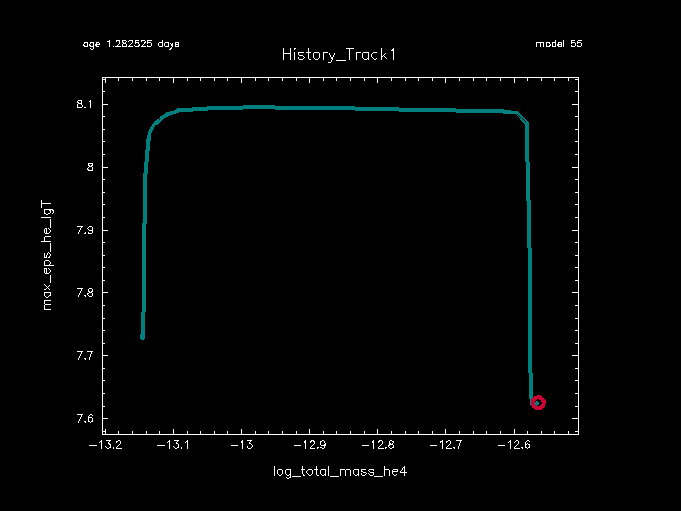 age 1.282525 days
model 55
History_Track1
8.1
8
7.9
7.8
7.7
7.6
max_eps_he_lgT
−13.2 −13.1 −13 −12.9 −12.8 −12.7 −12.6
log_total_mass_he4